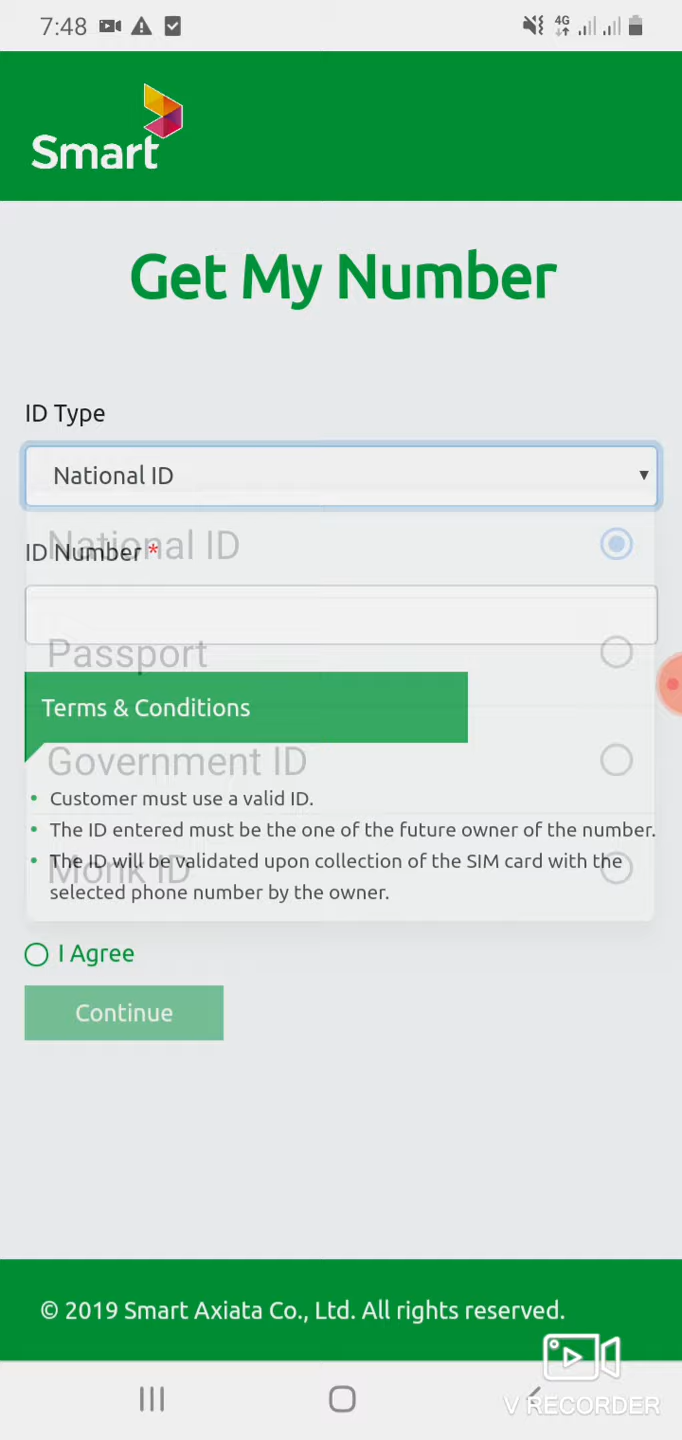 7:48
4G
Smart
Get My Number
ID Type
National ID
National ID
ID Number *
Passport
Terms & Conditions
Government ID
• Customer must use a valid ID.
• The ID entered must be the one of the future owner of the number.
• The ID will be validated upon collection of the SIM card with the
Monk ID
selected phone number by the owner.
I Agree
Continue
© 2019 Smart Axiata Co., Ltd. All rights reserved.
V RECORDER